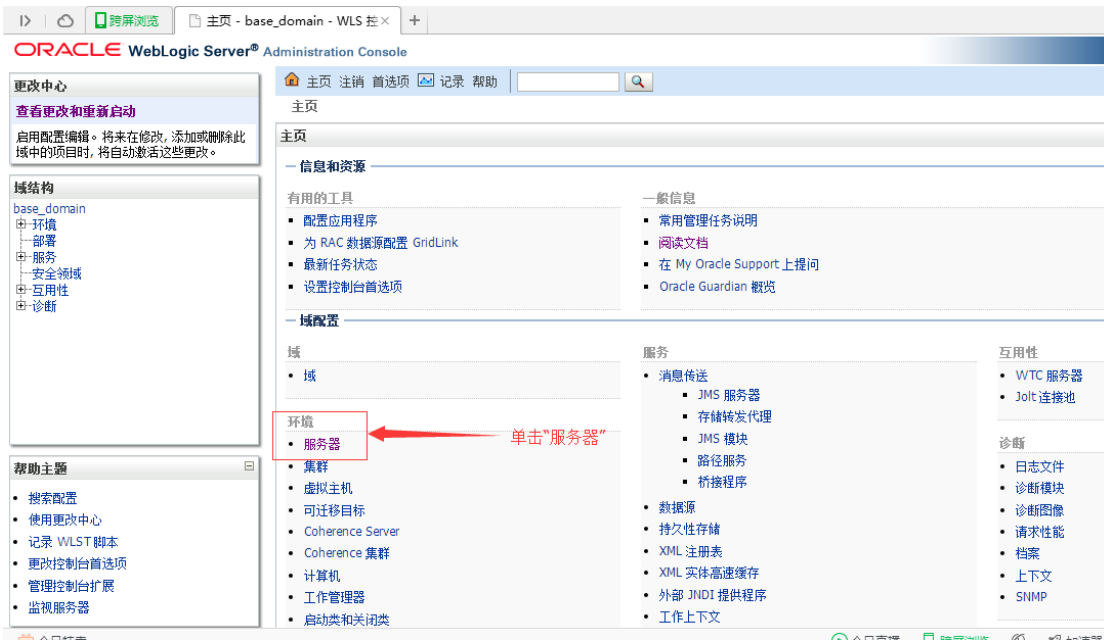 跨屏浏览
主页 - base_domain - WLS 控
ORACLE WebLogic Server® Administration Console
更改中心
查看更改和重新启动
启用配置编辑。将来在修改, 添加或删除此
域中的项目时, 将自动激活这些更改。
域结构
base_domain
环境
部署
服务
安全领域
互用性
诊断
帮助主题
搜索配置
使用更改中心
记录 WLST 脚本
更改控制台首选项
管理控制台扩展
监视服务器
主页 注销 首选项 记录 帮助
主页
主页
信息和资源
有用的工具
配置应用程序
为 RAC 数据源配置 GridLink
最新任务状态
设置控制台首选项
一般信息
常用管理任务说明
阅读文档
在 My Oracle Support 上提问
Oracle Guardian 概览
域配置
域
域
环境
服务器
单击“服务器”
集群
虚拟主机
可迁移目标
Coherence Server
Coherence 集群
计算机
工作管理器
启动类和关闭类
服务
消息传送
JMS 服务器
存储转发代理
JMS 模块
路径服务
桥接程序
数据源
持久性存储
XML 注册表
XML 实体高速缓存
外部 JNDI 提供程序
工作上下文
互用性
WTC 服务器
Jolt 连接池
诊断
日志文件
诊断模块
诊断图像
请求性能
档案
上下文
SNMP